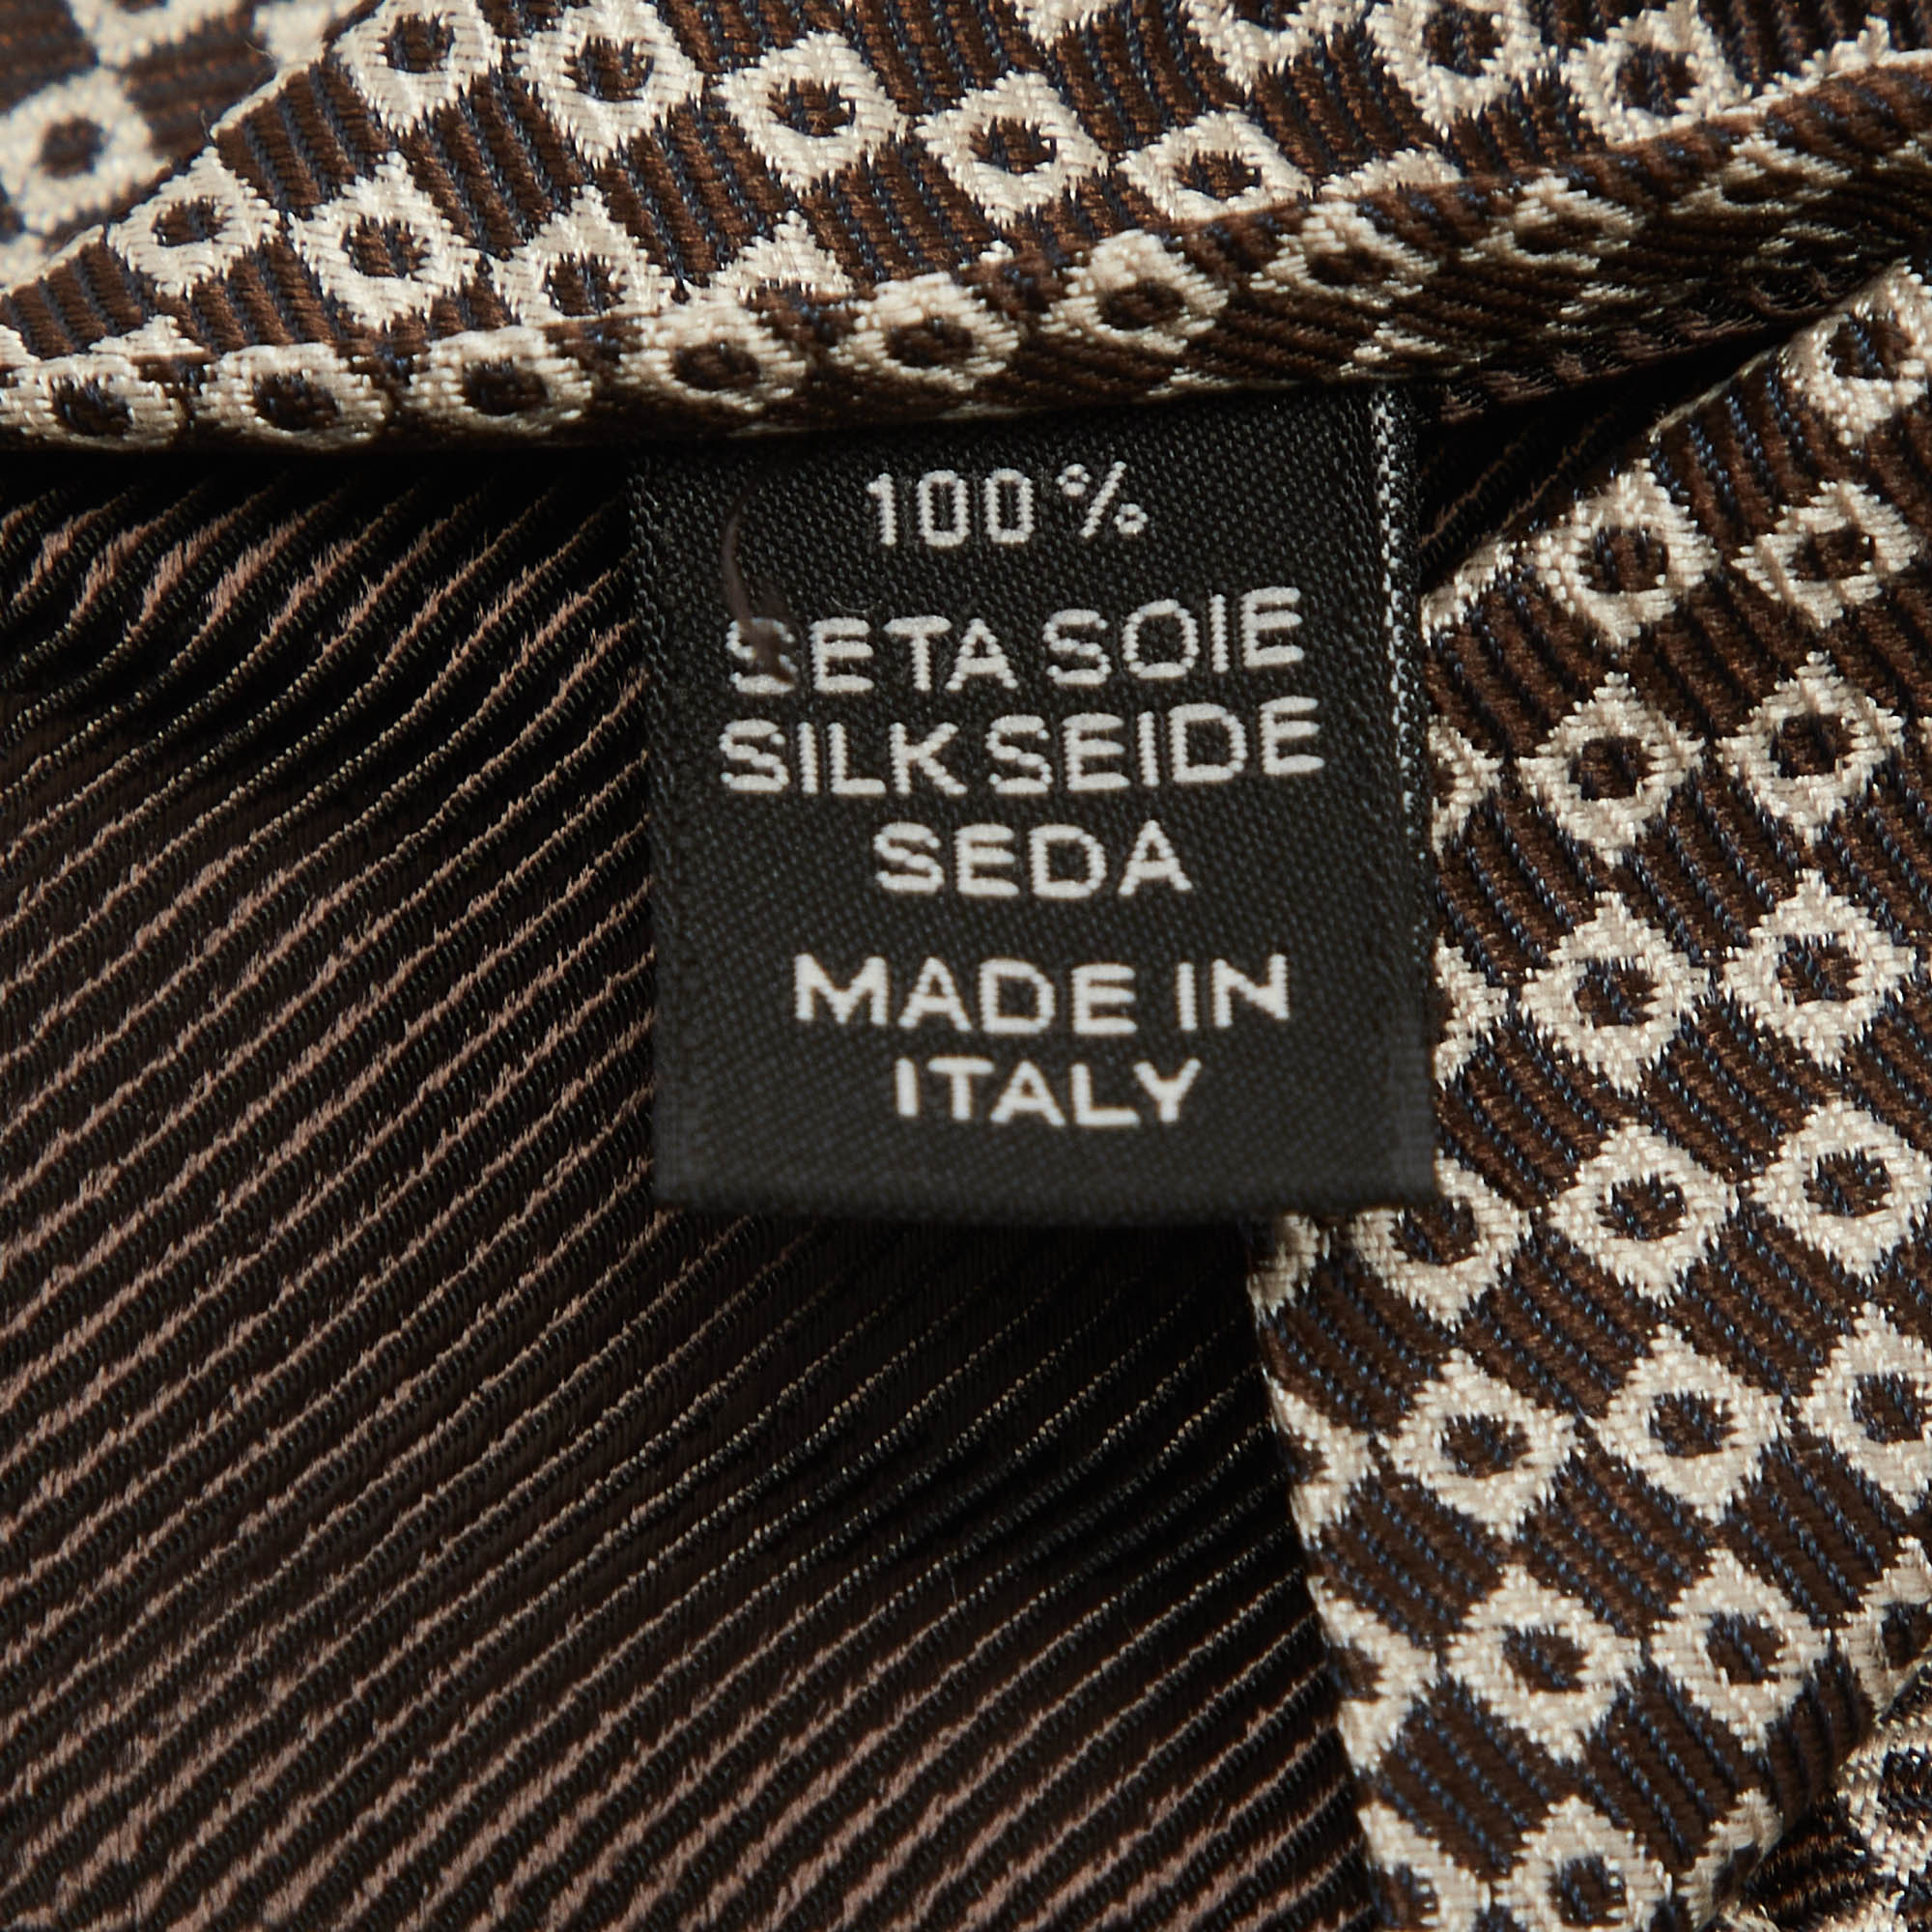 100%
SETA SOIE
SILK SEIDE
SEDA
MADE IN
ITALY